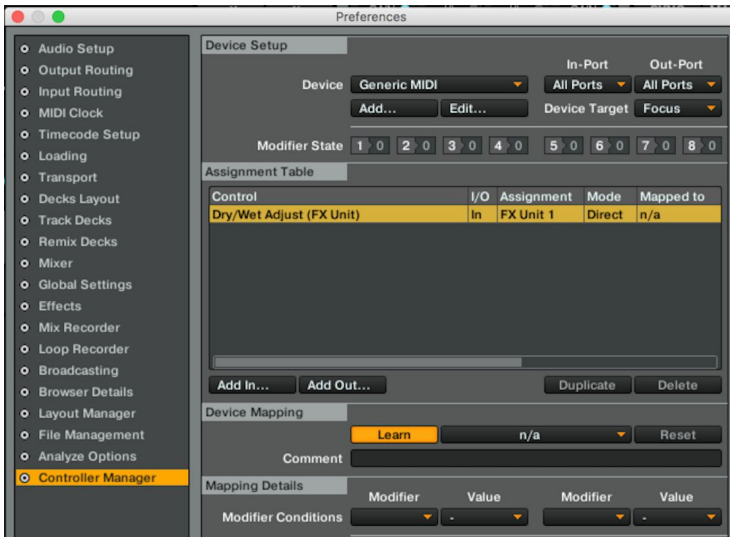 Preferences
Audio Setup
Output Routing
Input Routing
MIDI Clock
Timecode Setup
Loading
Transport
Decks Layout
Track Decks
Remix Decks
Mixer
Global Settings
Effects
Mix Recorder
Loop Recorder
Broadcasting
Browser Details
Layout Manager
File Management
Analyze Options
Controller Manager
Device Setup
In-Port Out-Port
Device Generic MIDI All Ports All Ports
Add... Edit... Device Target Focus
Modifier State 1 0 2 0 3 0 4 0 5 0 6 0 7 0 8 0
Assignment Table
Control I/O Assignment Mode Mapped to
Dry/Wet Adjust (FX Unit) In FX Unit 1 Direct n/a
Add In... Add Out... Duplicate Delete
Device Mapping
Learn n/a Reset
Comment
Mapping Details
Modifier Value Modifier Value
Modifier Conditions - -